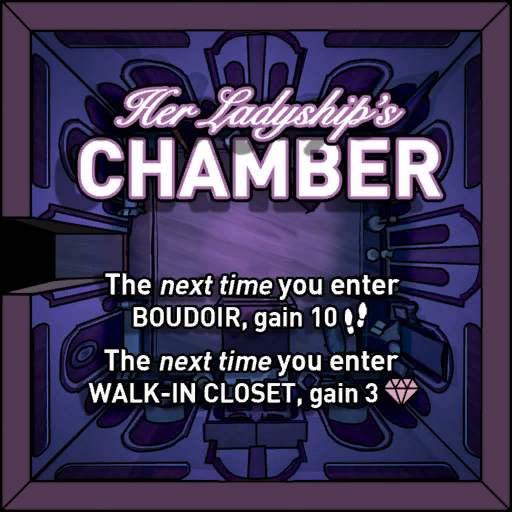 Her Ladyship's
CHAMBER
The next time you enter
BOUDOIR, gain 10
The next time you enter
WALK-IN CLOSET, gain 3